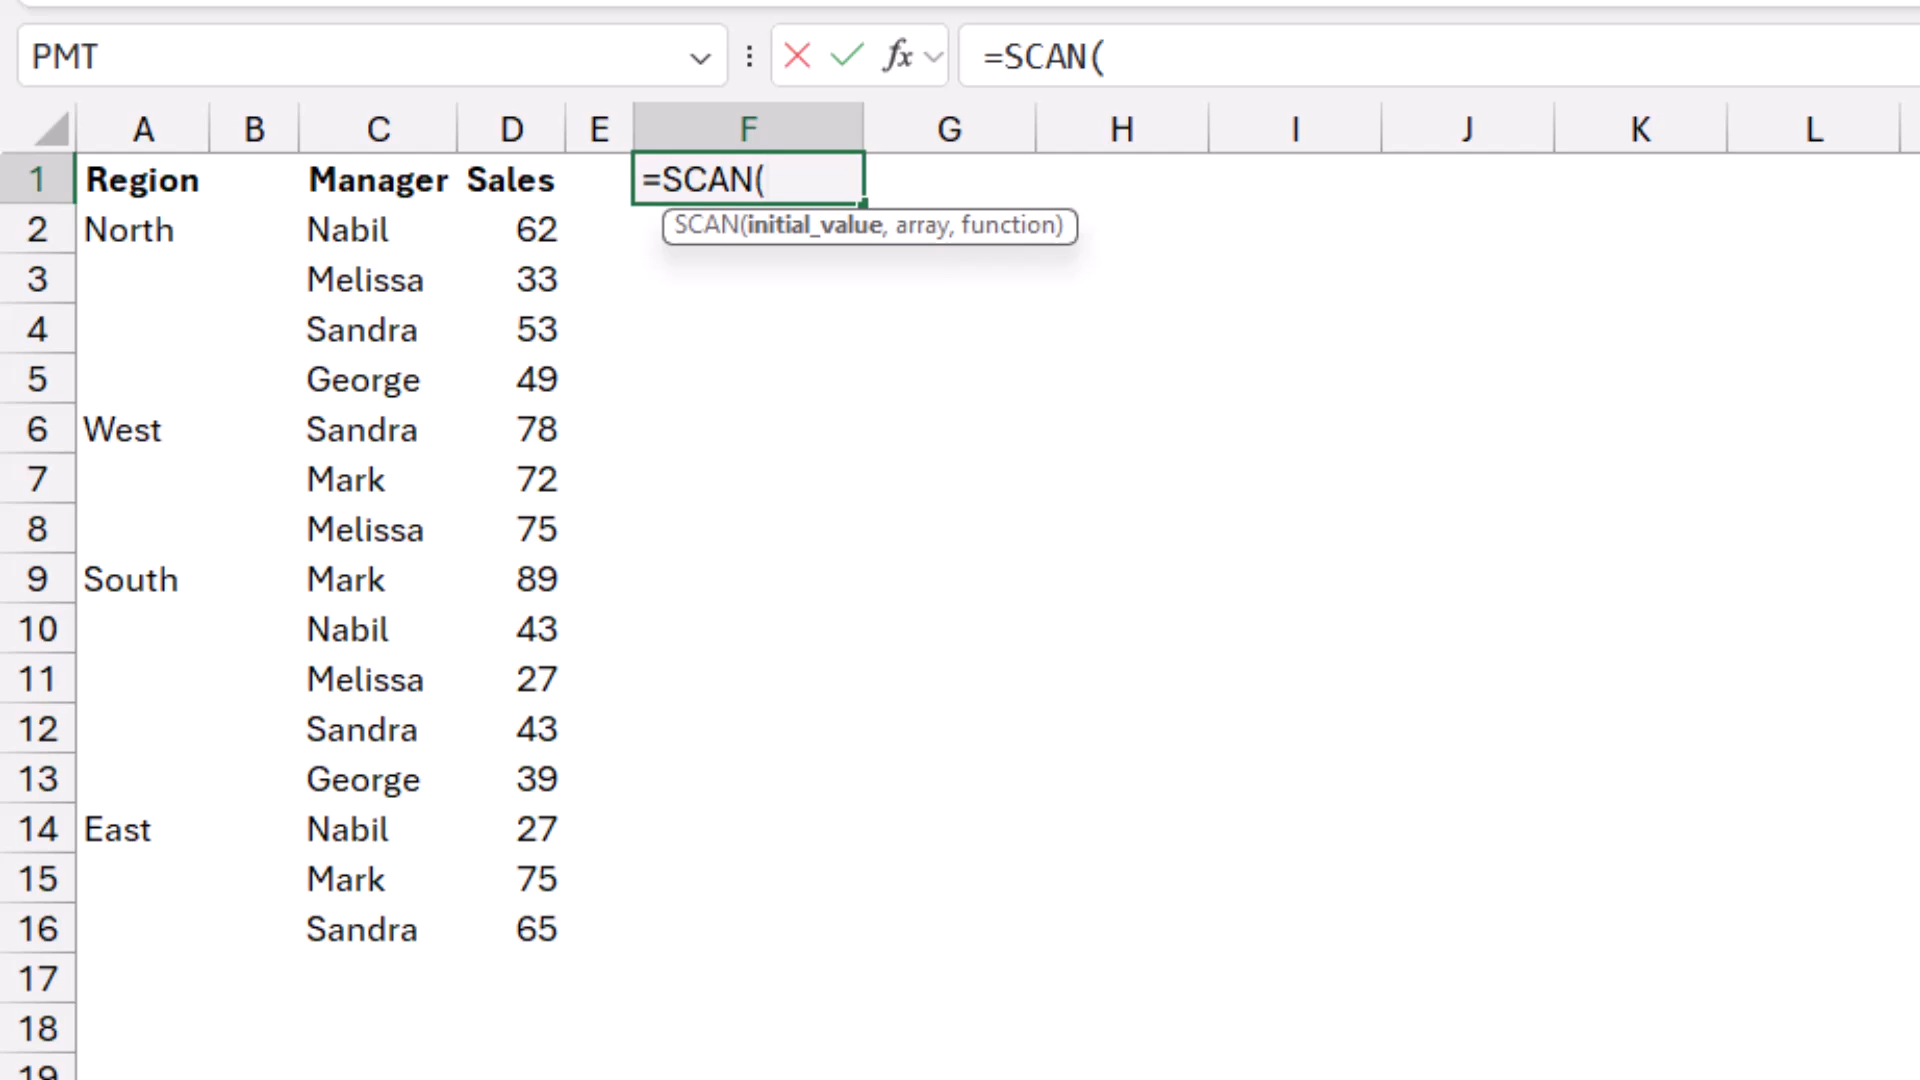 PMT fx =SCAN(
A B C D E F G H I J K L
1 Region Manager Sales =SCAN(
SCAN(initial_value, array, function)
2 North Nabil 62
3 Melissa 33
4 Sandra 53
5 George 49
6 West Sandra 78
7 Mark 72
8 Melissa 75
9 South Mark 89
10 Nabil 43
11 Melissa 27
12 Sandra 43
13 George 39
14 East Nabil 27
15 Mark 75
16 Sandra 65
17
18
19